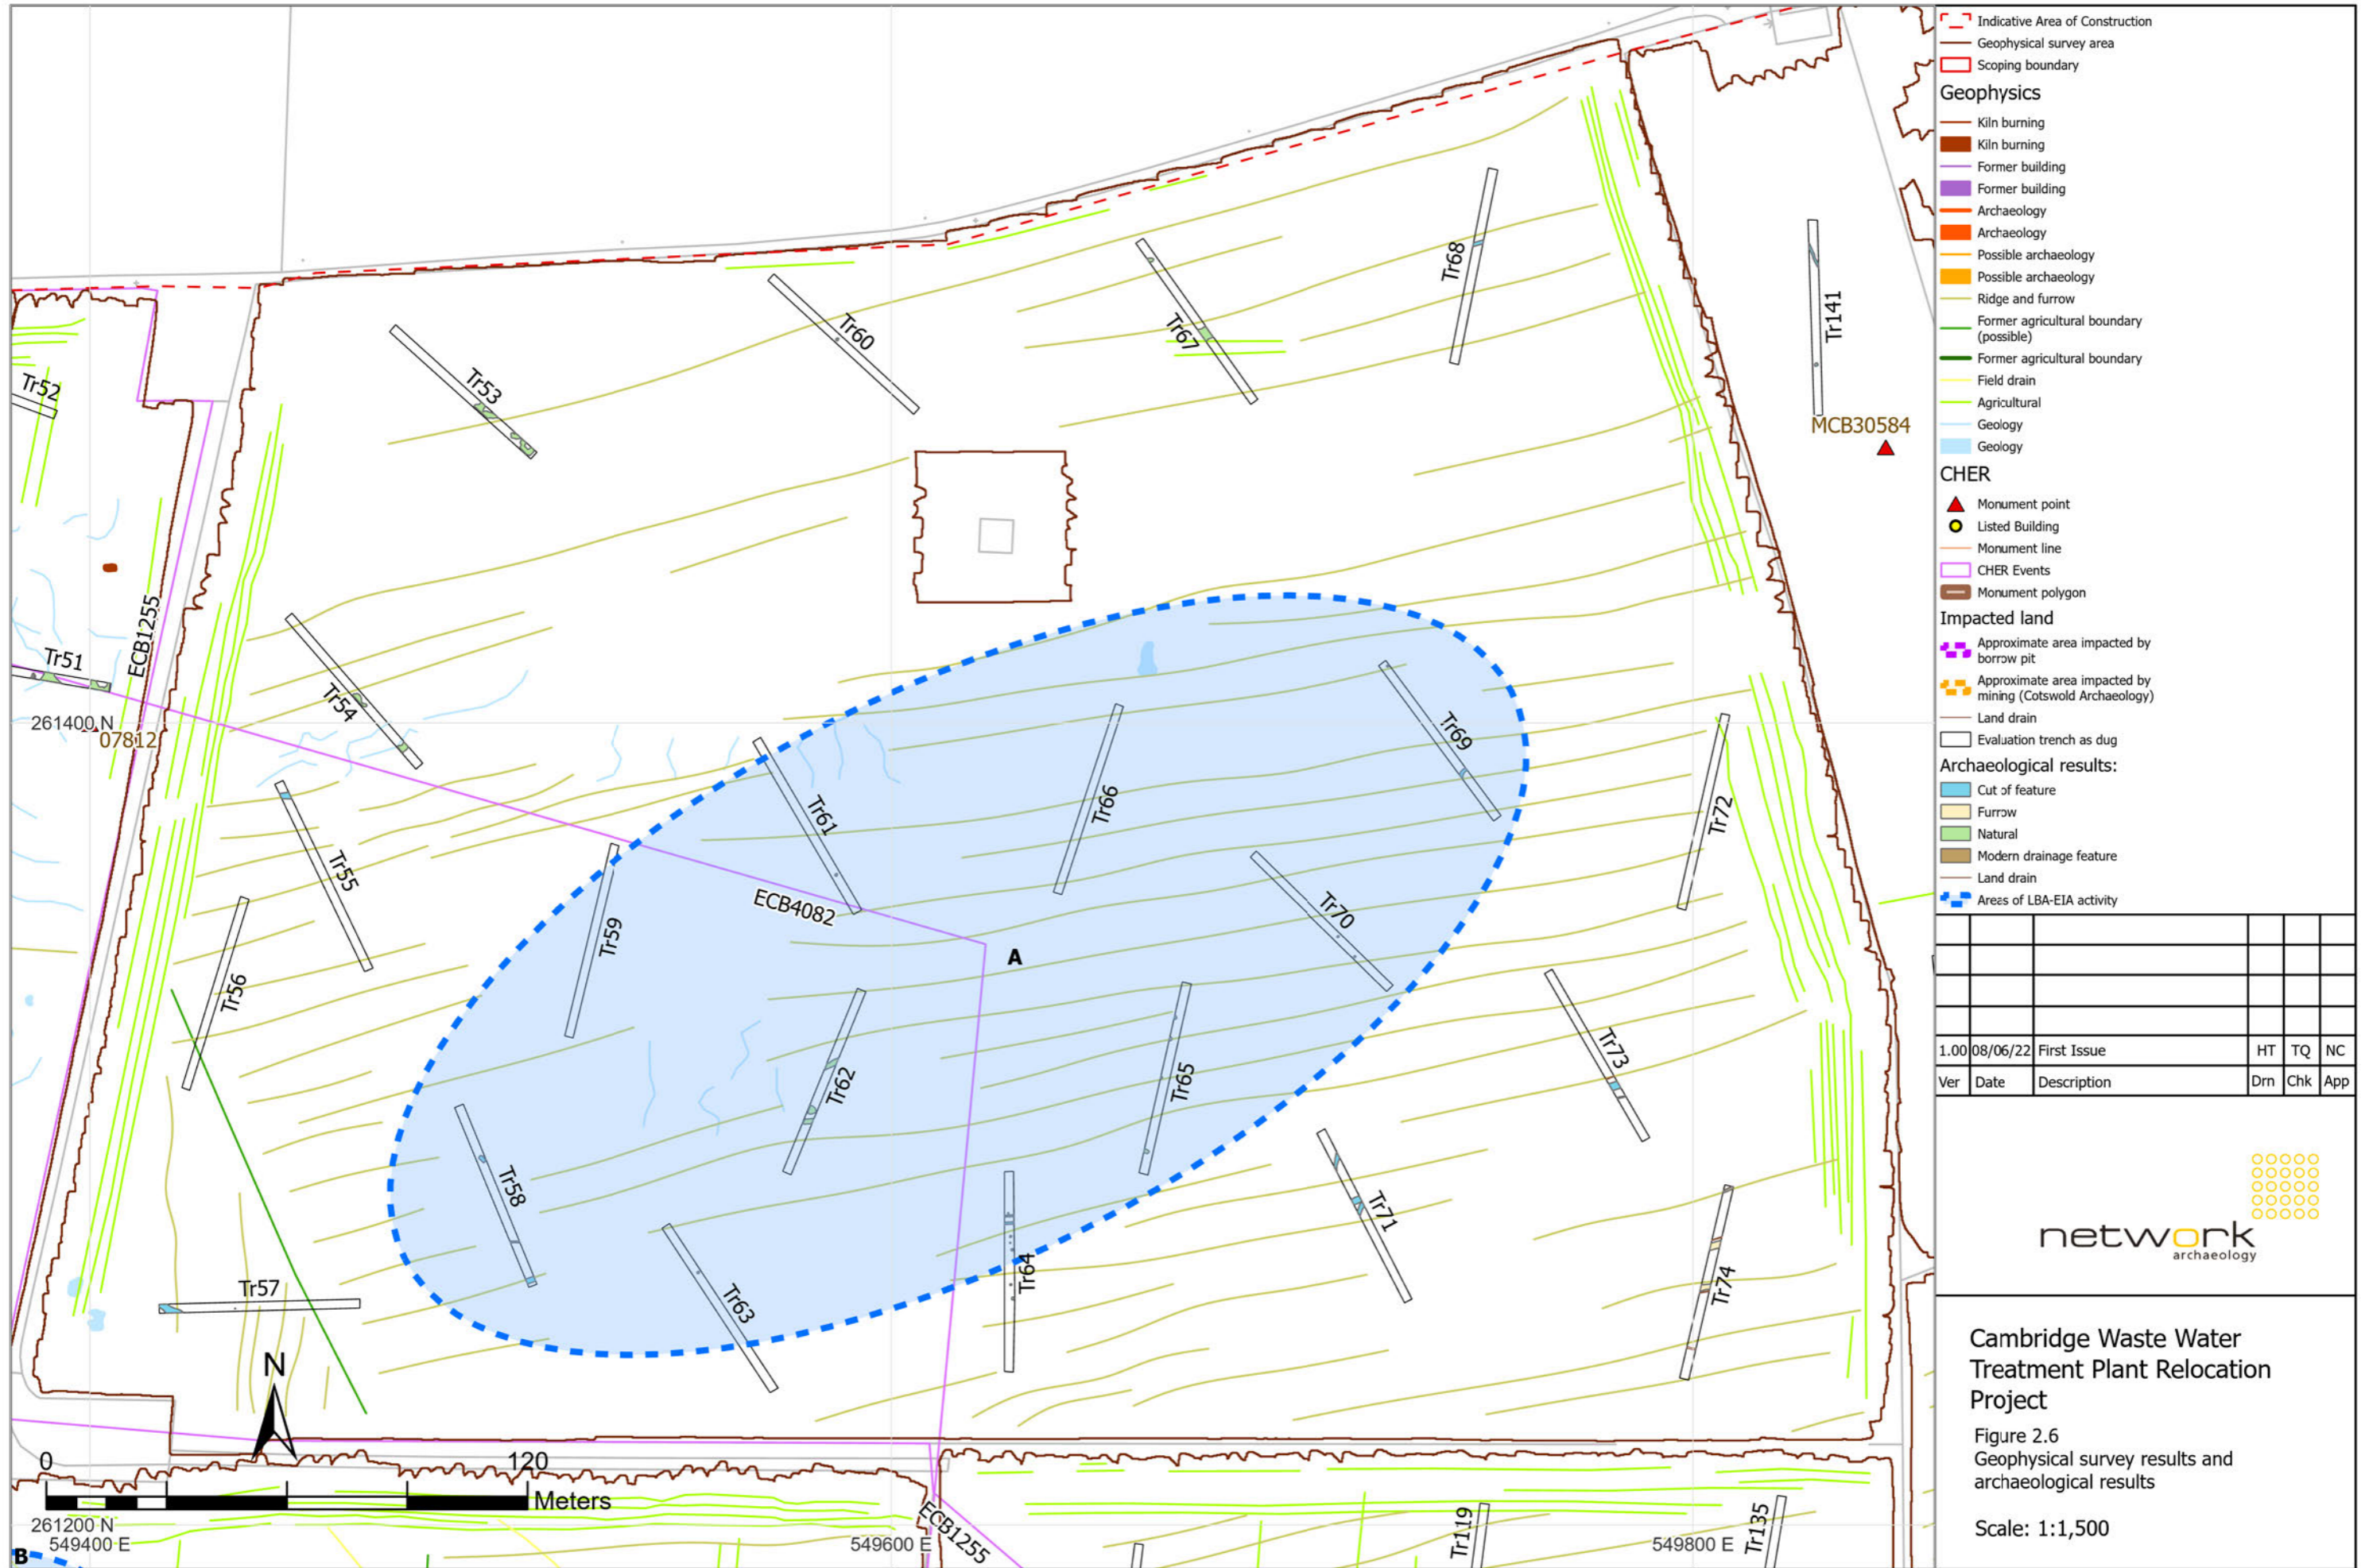 Tr52
Tr53
Tr60
Tr67
Tr68
Tr141
MCB30584
ECB1255
Tr51
Tr54
261400 N
07812
Tr55
Tr56
Tr59
Tr61
ECB4082
Tr66
Tr69
Tr70
Tr72
A
Tr73
Tr62
Tr65
Tr58
Tr57
Tr63
Tr64
Tr71
Tr74
N
0
120
Meters
261200 N
549400 E
549600 E
549800 E
ECB1255
Tr119
Tr135
B
Indicative Area of Construction
Geophysical survey area
Scoping boundary
Geophysics
Kiln burning
Kiln burning
Former building
Former building
Archaeology
Archaeology
Possible archaeology
Possible archaeology
Ridge and furrow
Former agricultural boundary
(possible)
Former agricultural boundary
Field drain
Agricultural
Geology
Geology
CHER
Monument point
Listed Building
Monument line
CHER Events
Monument polygon
Impacted land
Approximate area impacted by
borrow pit
Approximate area impacted by
mining (Cotswold Archaeology)
Land drain
Evaluation trench as dug
Archaeological results:
Cut of feature
Furrow
Natural
Modern drainage feature
Land drain
Areas of LBA-EIA activity
1.00 08/06/22 First Issue HT TQ NC
Ver Date Description Drn Chk App
network
archaeology
Cambridge Waste Water
Treatment Plant Relocation
Project
Figure 2.6
Geophysical survey results and
archaeological results
Scale: 1:1,500